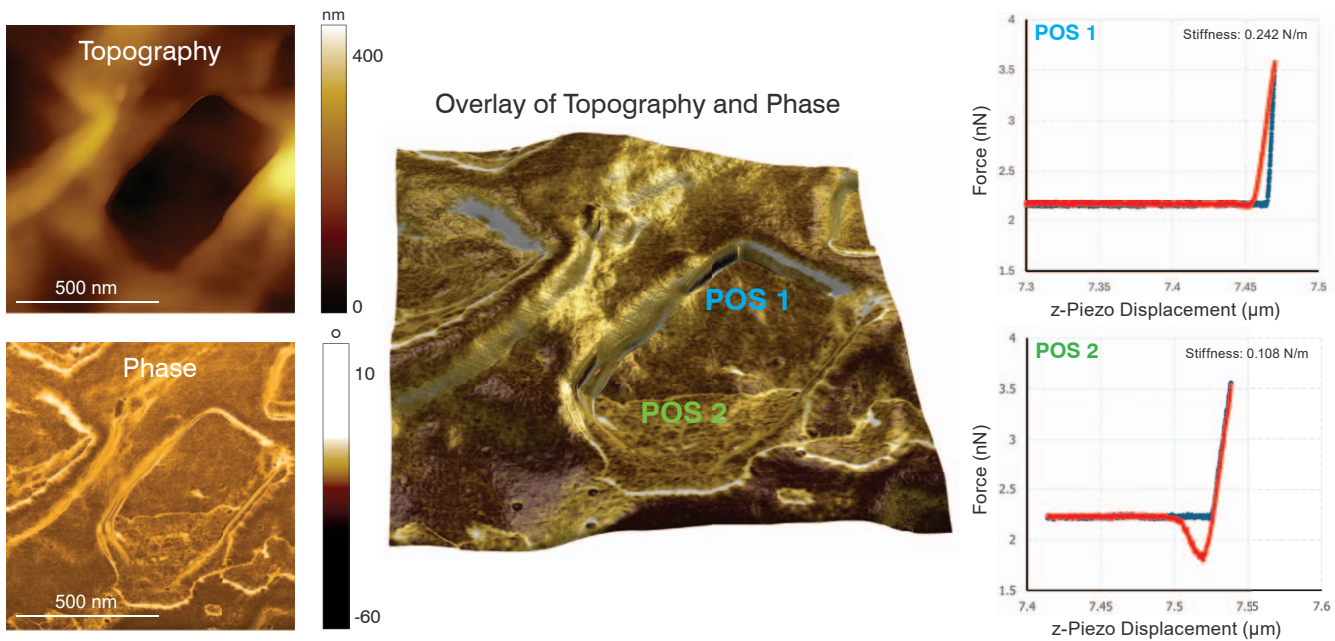 nm
Topography
400
0
500 nm
o
Phase
10
-60
500 nm
Overlay of Topography and Phase
POS 1
POS 2
POS 1
Stiffness: 0.242 N/m
Force (nN)
4
3.5
3
2.5
2
1.5
7.3
7.35
7.4
7.45
7.5
z-Piezo Displacement (µm)
POS 2
Stiffness: 0.108 N/m
Force (nN)
4
3.5
3
2.5
2
1.5
7.4
7.45
7.5
7.55
7.6
z-Piezo Displacement (µm)